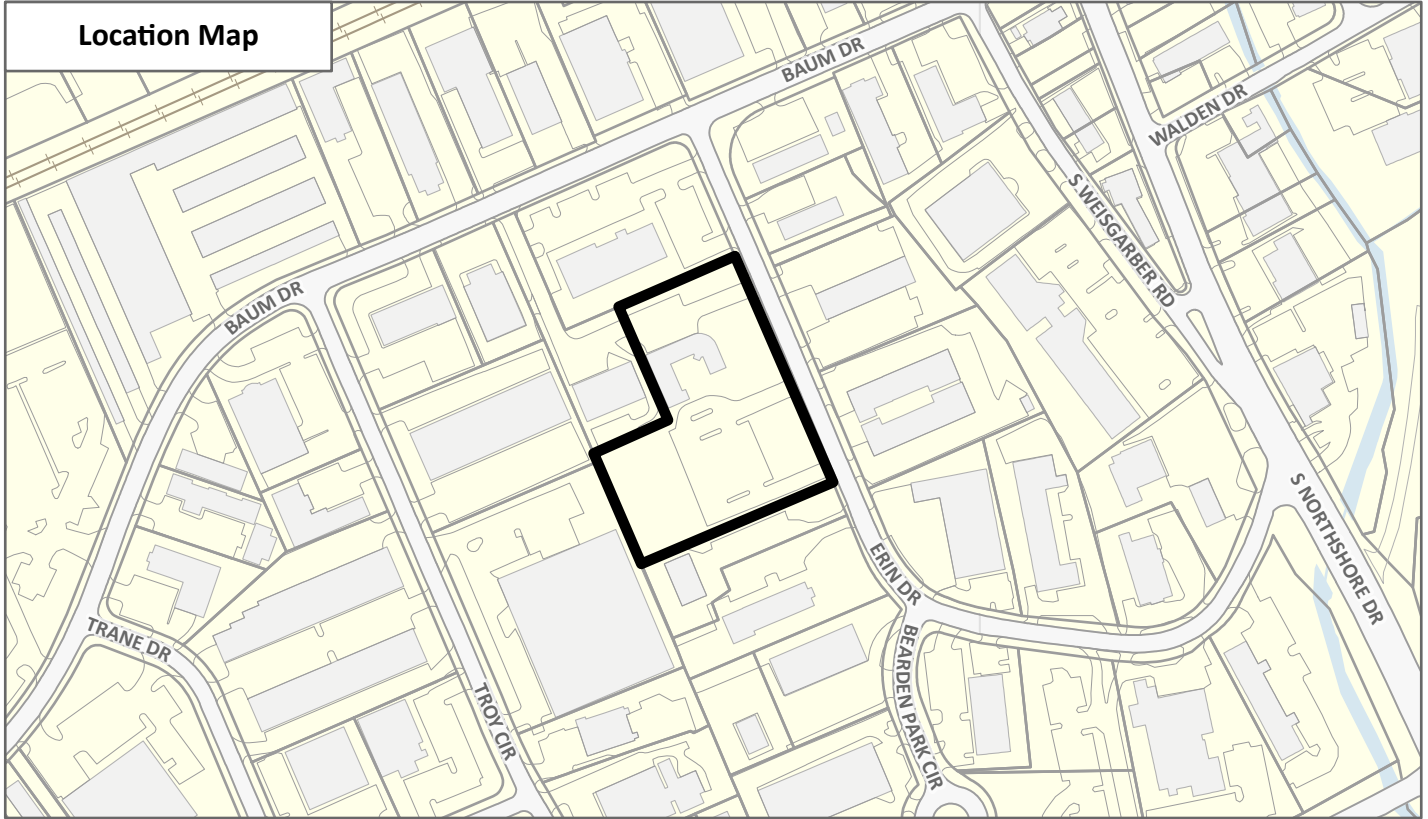 Location Map
BAUM DR
WALDEN DR
S WEISGARBER RD
BAUM DR
S NORTHSHORE DR
ERIN DR
TRANE DR
BEARDEN PARK CIR
TROY CIR